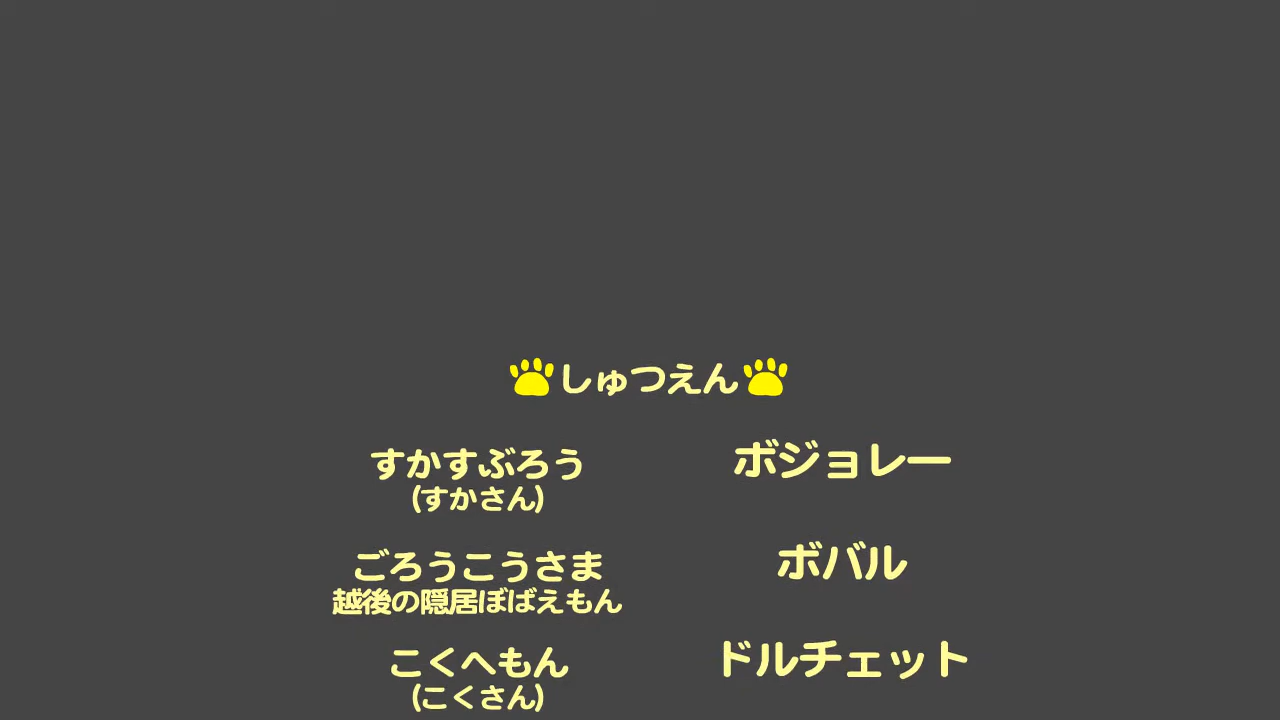 しゅつえん
すかすぶろう ボジョレー
(すかさん)
ごろうこうさま ボバル
越後の隠居ぼばえもん
こくへもん ドルチェット
(こくさん)